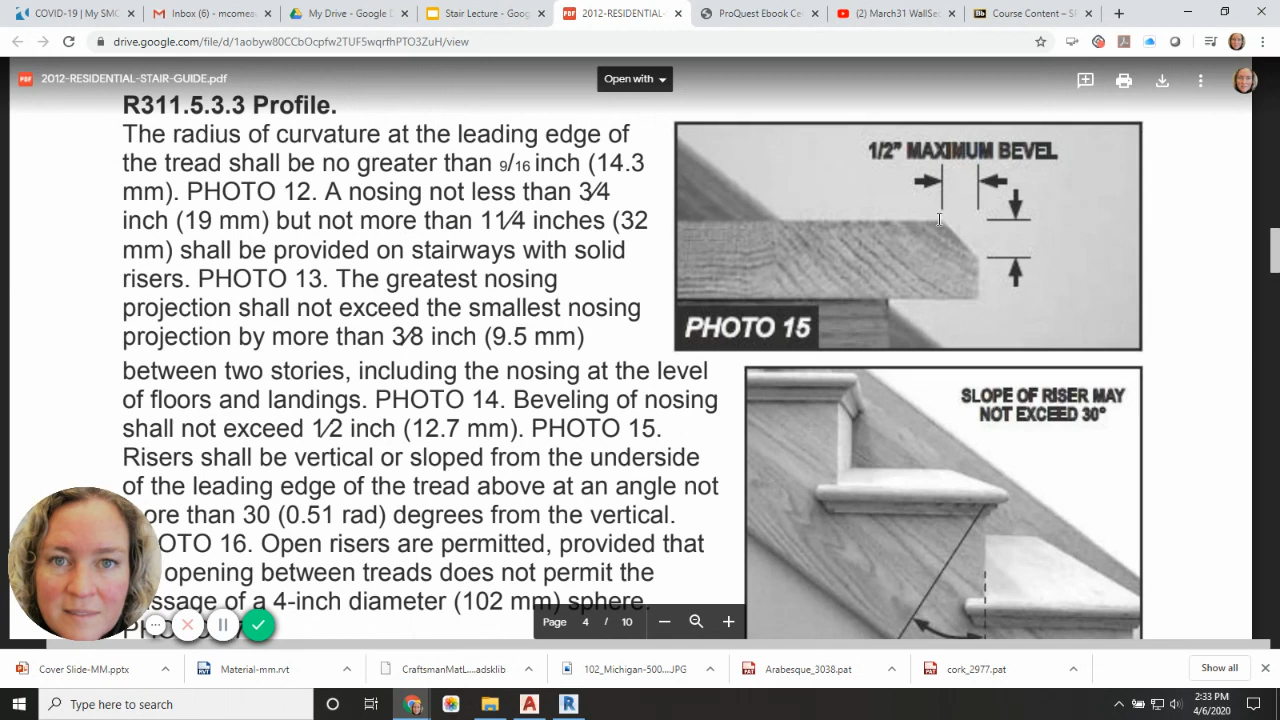 COVID-19 | My SMC
Inbox (6) - mcomear
My Drive - Google D
Stair Lecture - Goog
2012-RESIDENTIAL-
ProQuest Ebook Ce
(2) March31 WallSec
Course Content – S
drive.google.com/file/d/1aobyw80CCbOcpfw2TUF5wqrfhPTO3ZuH/view
2012-RESIDENTIAL-STAIR-GUIDE.pdf
Open with
R311.5.3.3 Profile.
The radius of curvature at the leading edge of
the tread shall be no greater than 9/16 inch (14.3
mm). PHOTO 12. A nosing not less than 3⁄4
inch (19 mm) but not more than 11⁄4 inches (32
mm) shall be provided on stairways with solid
risers. PHOTO 13. The greatest nosing
projection shall not exceed the smallest nosing
projection by more than 3⁄8 inch (9.5 mm)
between two stories, including the nosing at the level
of floors and landings. PHOTO 14. Beveling of nosing
shall not exceed 1⁄2 inch (12.7 mm). PHOTO 15.
Risers shall be vertical or sloped from the underside
of the leading edge of the tread above at an angle not
ore than 30 (0.51 rad) degrees from the vertical.
OTO 16. Open risers are permitted, provided that
opening between treads does not permit the
ssage of a 4-inch diameter (102 mm) sphere.
1/2" MAXIMUM BEVEL
PHOTO 15
SLOPE OF RISER MAY
NOT EXCEED 30°
Page 4 / 10
Cover Slide-MM.pptx
Material-mm.rvt
CraftsmanMatL....adsklib
102_Michigan-500....JPG
Arabesque_3038.pat
cork_2977.pat
Show all
Type here to search
2:33 PM
4/6/2020